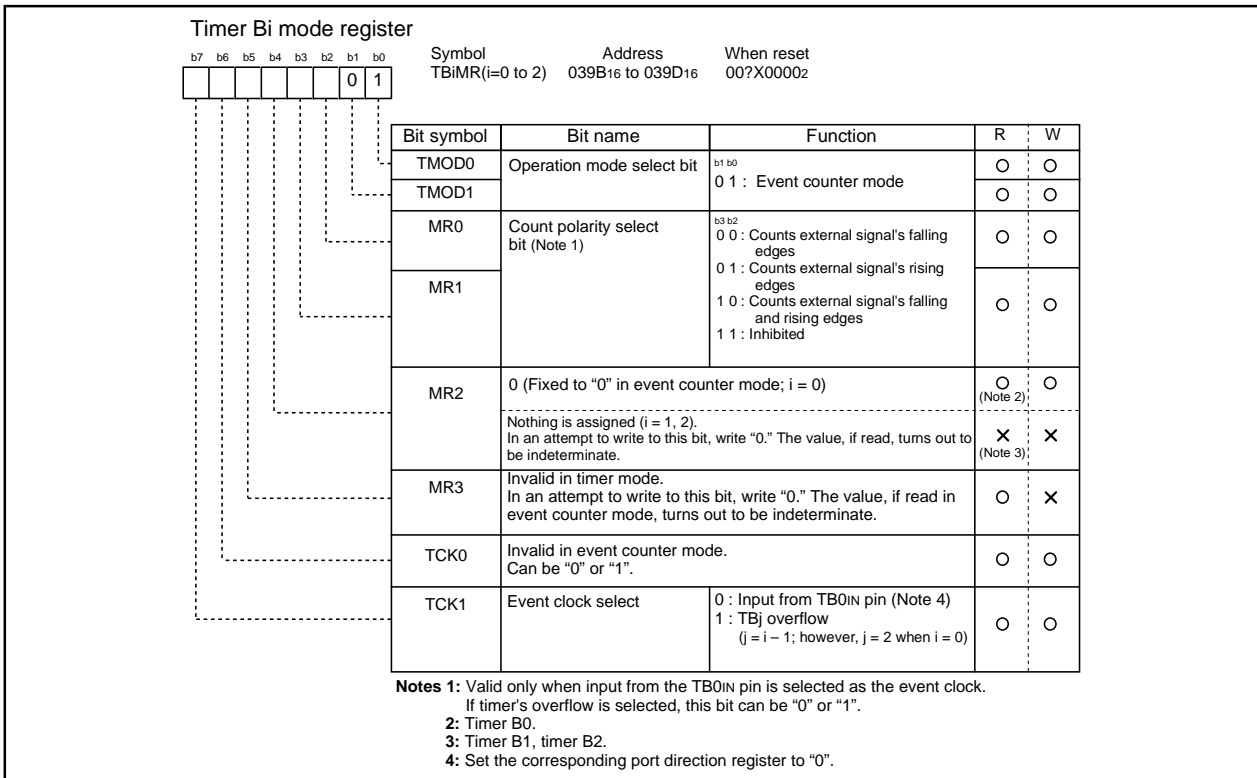 Timer Bi mode register
b7 b6 b5 b4 b3 b2 b1 b0
0 1
Symbol Address When reset
TBiMR(i=0 to 2) 039B16 to 039D16 00?X00002
Bit symbol Bit name Function R W
TMOD0 Operation mode select bit b1 b0
0 1 : Event counter mode
TMOD1
MR0 Count polarity select
bit (Note 1)
b3 b2
0 0 : Counts external signal's falling
edges
0 1 : Counts external signal's rising
edges
MR1
1 0 : Counts external signal's falling
and rising edges
1 1 : Inhibited
MR2
0 (Fixed to “0” in event counter mode; i = 0)
(Note 2)
Nothing is assigned (i = 1, 2).
In an attempt to write to this bit, write “0.” The value, if read, turns out to
be indeterminate.
(Note 3)
MR3
Invalid in timer mode.
In an attempt to write to this bit, write “0.” The value, if read in
event counter mode, turns out to be indeterminate.
TCK0
Invalid in event counter mode.
Can be “0” or “1”.
TCK1 Event clock select
0 : Input from TB0IN pin (Note 4)
1 : TBj overflow
(j = i – 1; however, j = 2 when i = 0)
Notes 1: Valid only when input from the TB0IN pin is selected as the event clock.
If timer's overflow is selected, this bit can be “0” or “1”.
2: Timer B0.
3: Timer B1, timer B2.
4: Set the corresponding port direction register to “0”.